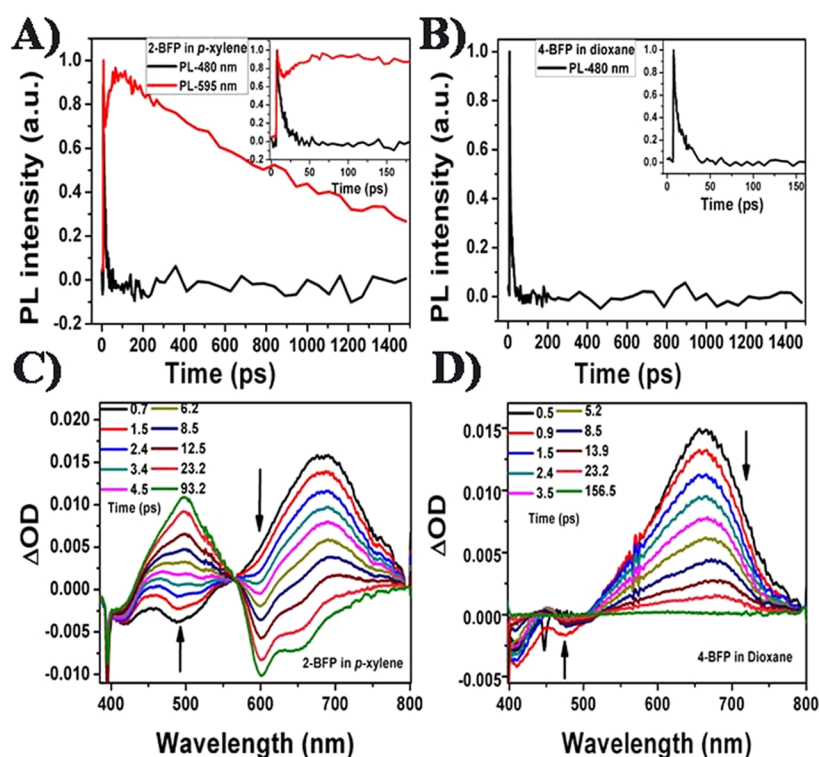 A)
2-BFP in p-xylene
PL-480 nm
PL-595 nm
PL intensity (a.u.)
1.0
0.8
0.6
0.4
0.2
0.0
-0.2
0 200 400 600 800 1000 1200 1400
Time (ps)
1.0
0.8
0.6
0.4
0.2
0.0
-0.2
0 50 100 150
Time (ps)
B)
4-BFP in dioxane
PL-480 nm
PL intensity (a.u.)
1.0
0.8
0.6
0.4
0.2
0.0
0 200 400 600 800 1000 1200 1400
Time (ps)
1.0
0.8
0.6
0.4
0.2
0.0
0 50 100 150
Time (ps)
C)
0.7 6.2
1.5 8.5
2.4 12.5
3.4 23.2
4.5 93.2
Time (ps)
ΔOD
0.020
0.015
0.010
0.005
0.000
-0.005
-0.010
2-BFP in p-xylene
400 500 600 700 800
Wavelength (nm)
D)
0.5 5.2
0.9 8.5
1.5 13.9
2.4 23.2
3.5 156.5
Time (ps)
ΔOD
0.015
0.010
0.005
0.000
-0.005
4-BFP in Dioxane
400 500 600 700 800
Wavelength (nm)